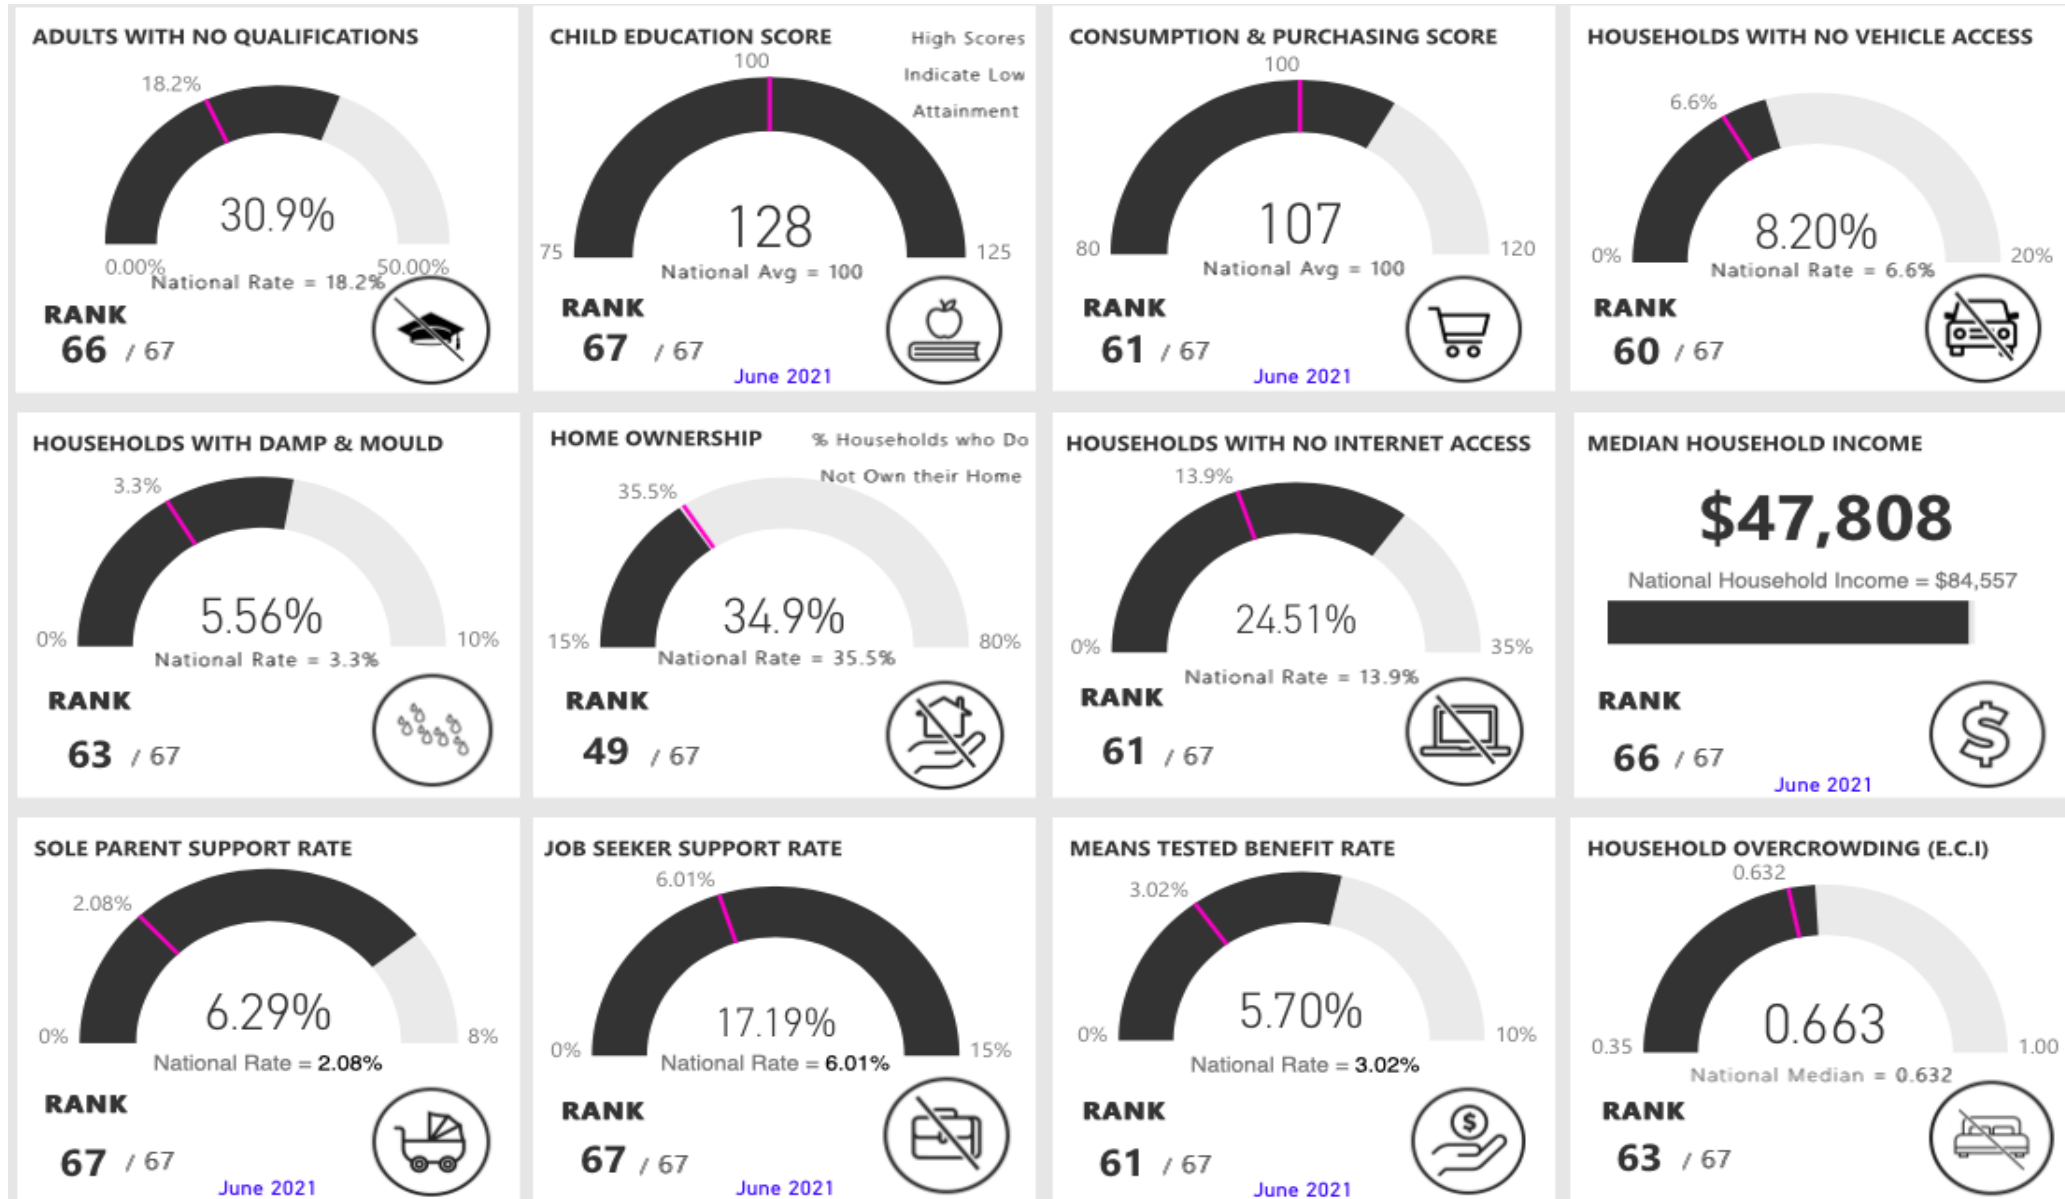 ADULTS WITH NO QUALIFICATIONS
18.2%
30.9%
0.00%
50.00%
National Rate = 18.2%
RANK
66 / 67
CHILD EDUCATION SCORE
High Scores
Indicate Low
Attainment
100
128
75
125
National Avg = 100
RANK
67 / 67
June 2021
CONSUMPTION & PURCHASING SCORE
100
107
80
120
National Avg = 100
RANK
61 / 67
June 2021
HOUSEHOLDS WITH NO VEHICLE ACCESS
6.6%
8.20%
0%
20%
National Rate = 6.6%
RANK
60 / 67
HOUSEHOLDS WITH DAMP & MOULD
3.3%
5.56%
0%
10%
National Rate = 3.3%
RANK
63 / 67
HOME OWNERSHIP
% Households who Do
Not Own their Home
35.5%
34.9%
15%
80%
National Rate = 35.5%
RANK
49 / 67
HOUSEHOLDS WITH NO INTERNET ACCESS
13.9%
24.51%
0%
35%
National Rate = 13.9%
RANK
61 / 67
MEDIAN HOUSEHOLD INCOME
$47,808
National Household Income = $84,557
RANK
66 / 67
June 2021
$
SOLE PARENT SUPPORT RATE
2.08%
6.29%
0%
8%
National Rate = 2.08%
RANK
67 / 67
June 2021
JOB SEEKER SUPPORT RATE
6.01%
17.19%
0%
15%
National Rate = 6.01%
RANK
67 / 67
June 2021
MEANS TESTED BENEFIT RATE
3.02%
5.70%
0%
10%
National Rate = 3.02%
RANK
61 / 67
June 2021
$
HOUSEHOLD OVERCROWDING (E.C.I)
0.632
0.663
0.35
1.00
National Median = 0.632
RANK
63 / 67